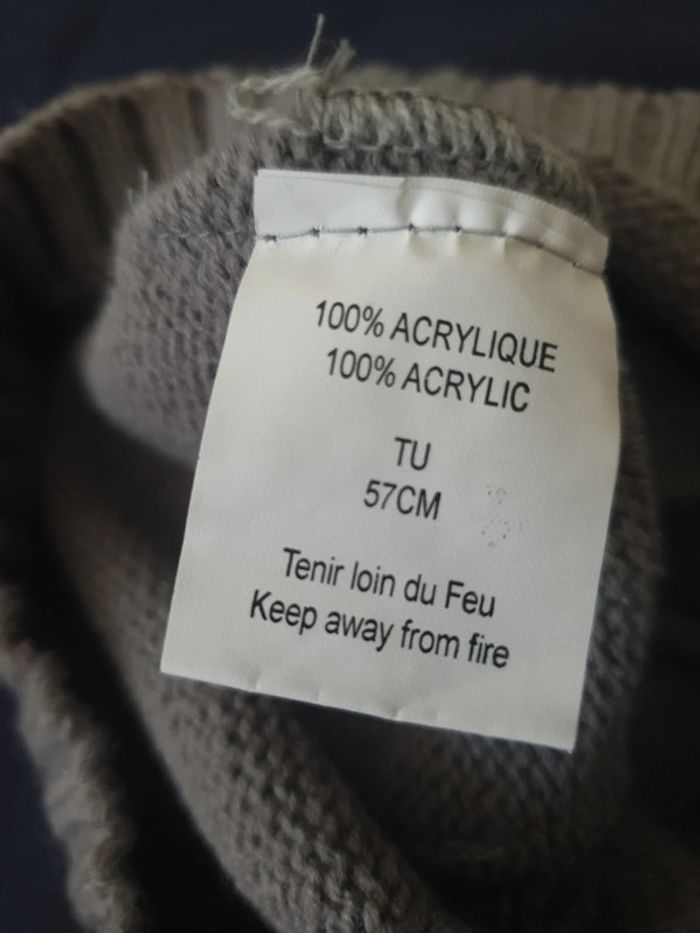 100% ACRYLIQUE
100% ACRYLIC
TU
57CM
Tenir loin du Feu
Keep away from fire